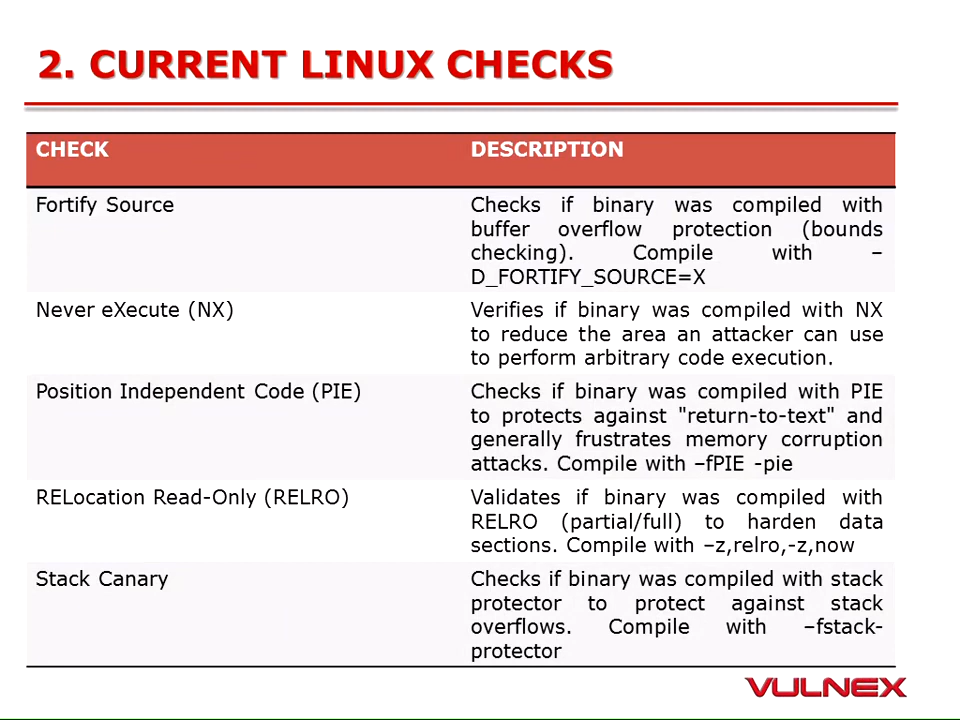 2. CURRENT LINUX CHECKS
CHECK
DESCRIPTION
Fortify Source
Checks if binary was compiled with
buffer overflow protection (bounds
checking). Compile with –
D_FORTIFY_SOURCE=X
Never eXecute (NX)
Verifies if binary was compiled with NX
to reduce the area an attacker can use
to perform arbitrary code execution.
Position Independent Code (PIE)
Checks if binary was compiled with PIE
to protects against "return-to-text" and
generally frustrates memory corruption
attacks. Compile with –fPIE -pie
RELocation Read-Only (RELRO)
Validates if binary was compiled with
RELRO (partial/full) to harden data
sections. Compile with –z,relro,-z,now
Stack Canary
Checks if binary was compiled with stack
protector to protect against stack
overflows. Compile with –fstack-
protector
VULNEX